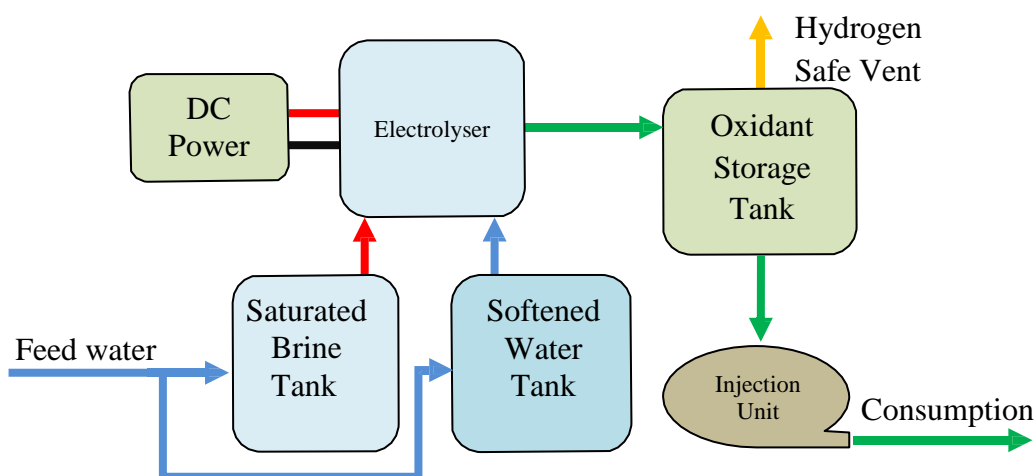 Hydrogen
Safe Vent
DC
Power
Electrolyser
Oxidant
Storage
Tank
Saturated
Brine
Tank
Softened
Water
Tank
Feed water
Injection
Unit
Consumption